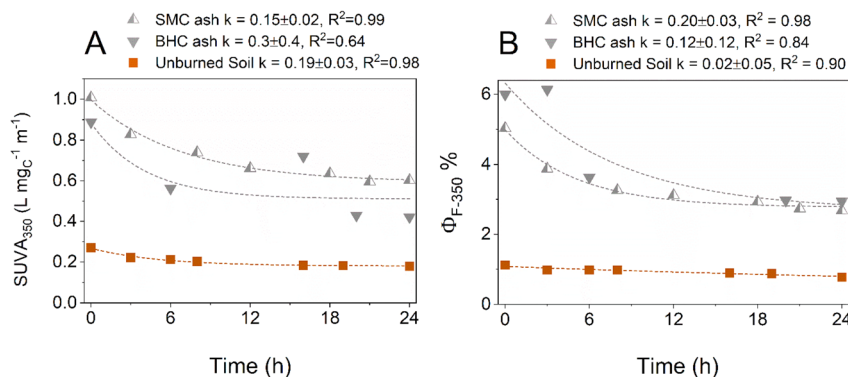 A
SMC ash k = 0.15±0.02, R²=0.99
BHC ash k = 0.3±0.4, R²=0.64
Unburned Soil k = 0.19±0.03, R²=0.98
SUVA₃₅₀ (L mg_C⁻¹ m⁻¹)
1.0
0.8
0.6
0.4
0.2
0.0
0 6 12 18 24
Time (h)
B
SMC ash k = 0.20±0.03, R² = 0.98
BHC ash k = 0.12±0.12, R² = 0.84
Unburned Soil k = 0.02±0.05, R² = 0.90
Φ_F-350 %
6
4
2
0
0 6 12 18 24
Time (h)